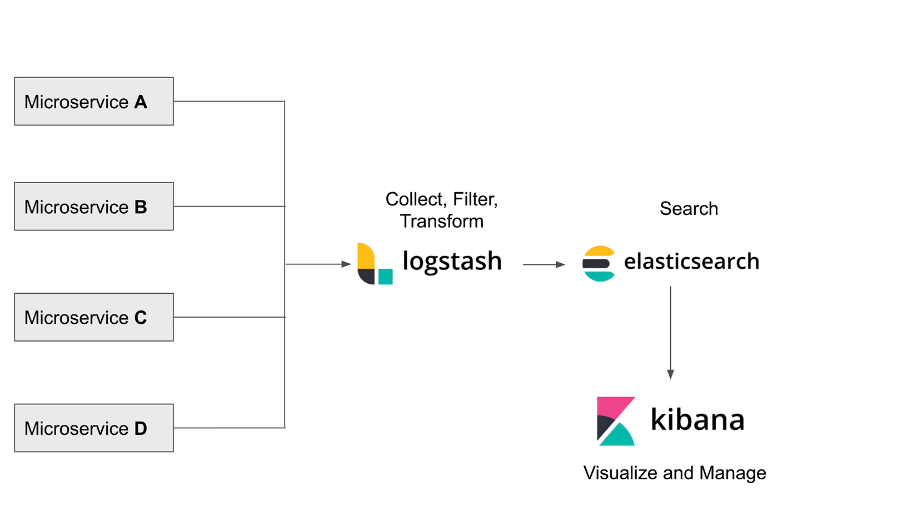 Microservice A
Microservice B
Microservice C
Microservice D
Collect, Filter,
Transform
logstash
Search
elasticsearch
kibana
Visualize and Manage